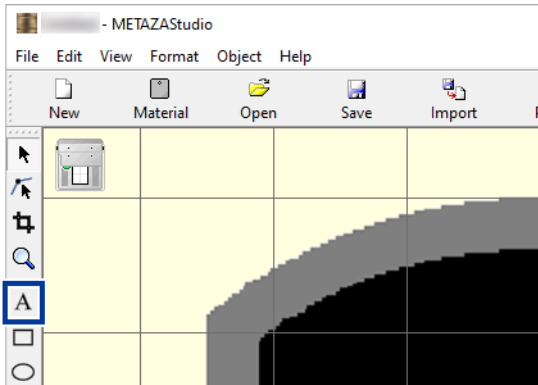 - METAZAStudio
File Edit View Format Object Help
New Material Open Save Import
A